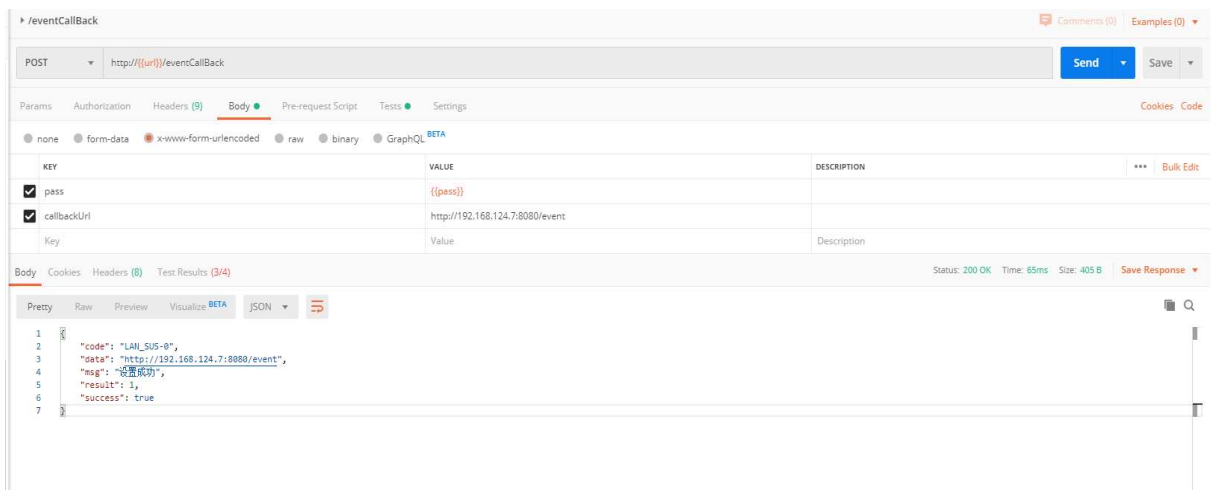 /eventCallBack Comments (0) Examples (0)
POST http://{{url}}/eventCallBack Send Save
Params Authorization Headers (9) Body Pre-request Script Tests Settings Cookies Code
none form-data x-www-form-urlencoded raw binary GraphQL BETA
KEY VALUE DESCRIPTION ••• Bulk Edit
pass {{pass}}
callbackUrl http://192.168.124.7:8080/event
Key Value Description
Body Cookies Headers (8) Test Results (3/4) Status: 200 OK Time: 65ms Size: 405 B Save Response
Pretty Raw Preview Visualize BETA JSON
1 {
2 "code": "LAN_SUS-0",
3 "data": "http://192.168.124.7:8080/event",
4 "msg": "设置成功",
5 "result": 1,
6 "success": true
7 }